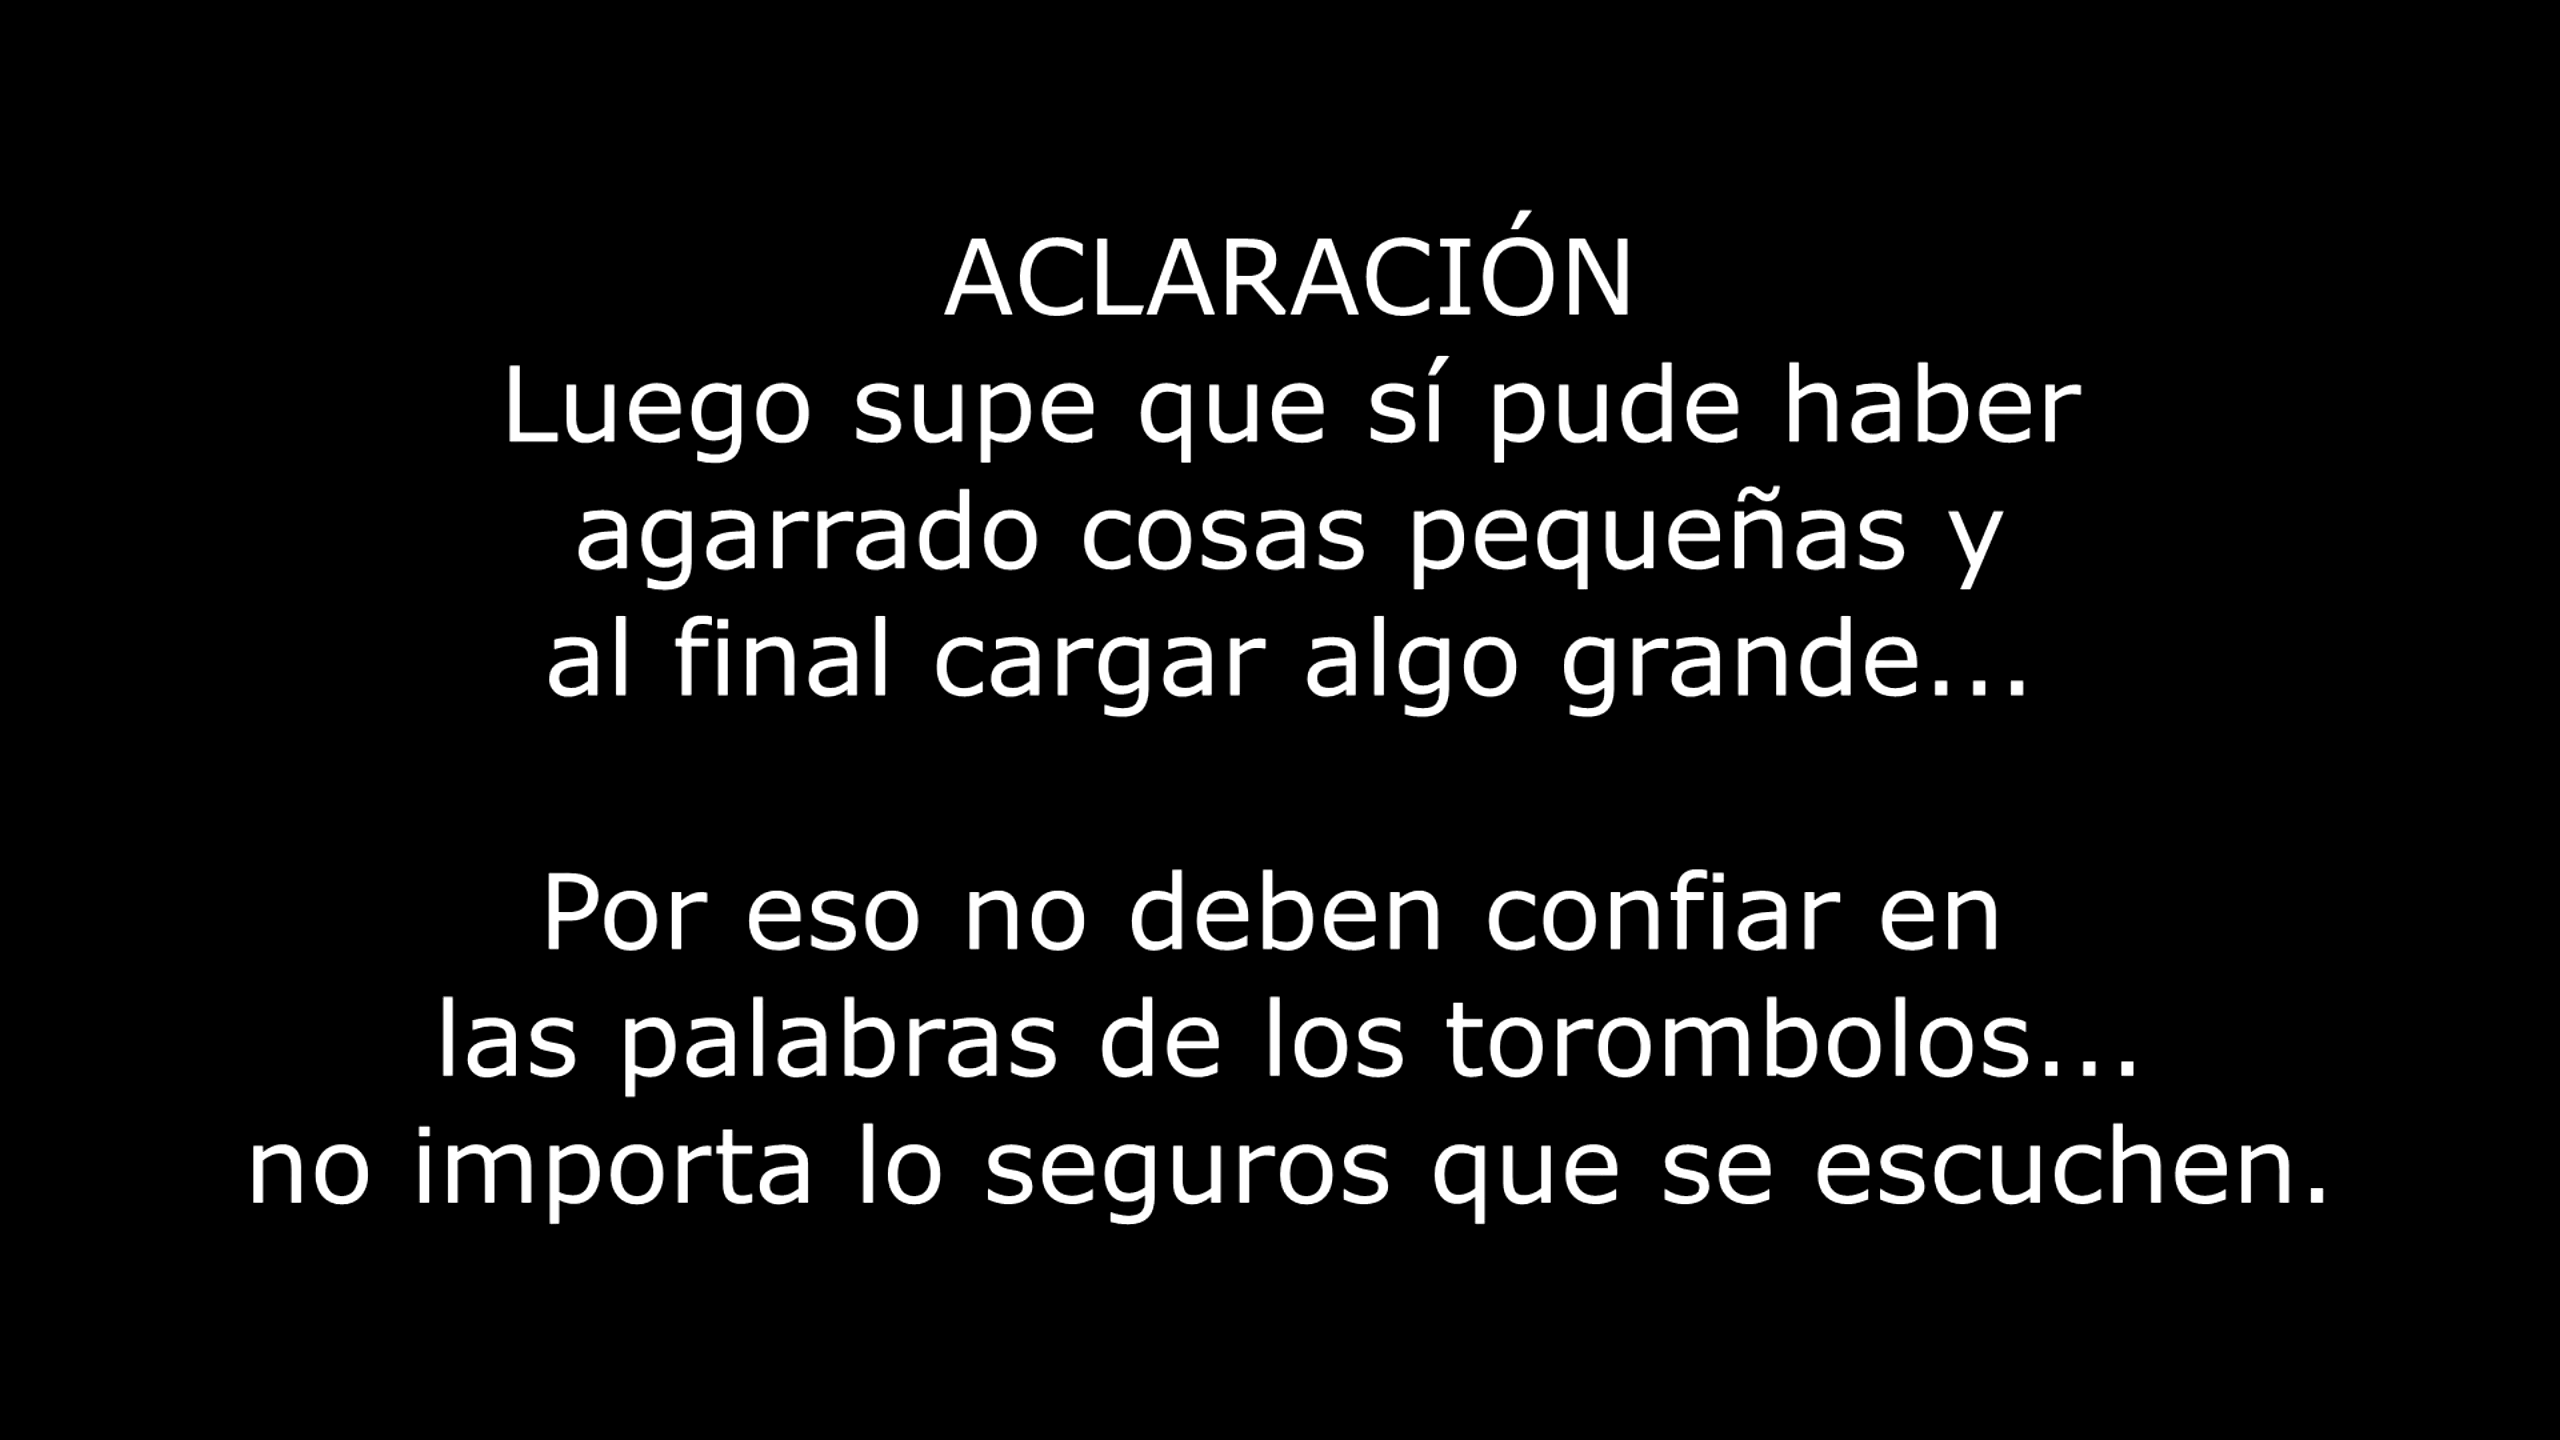 ACLARACIÓN
Luego supe que sí pude haber
agarrado cosas pequeñas y
al final cargar algo grande...
Por eso no deben confiar en
las palabras de los torombolos...
no importa lo seguros que se escuchen.